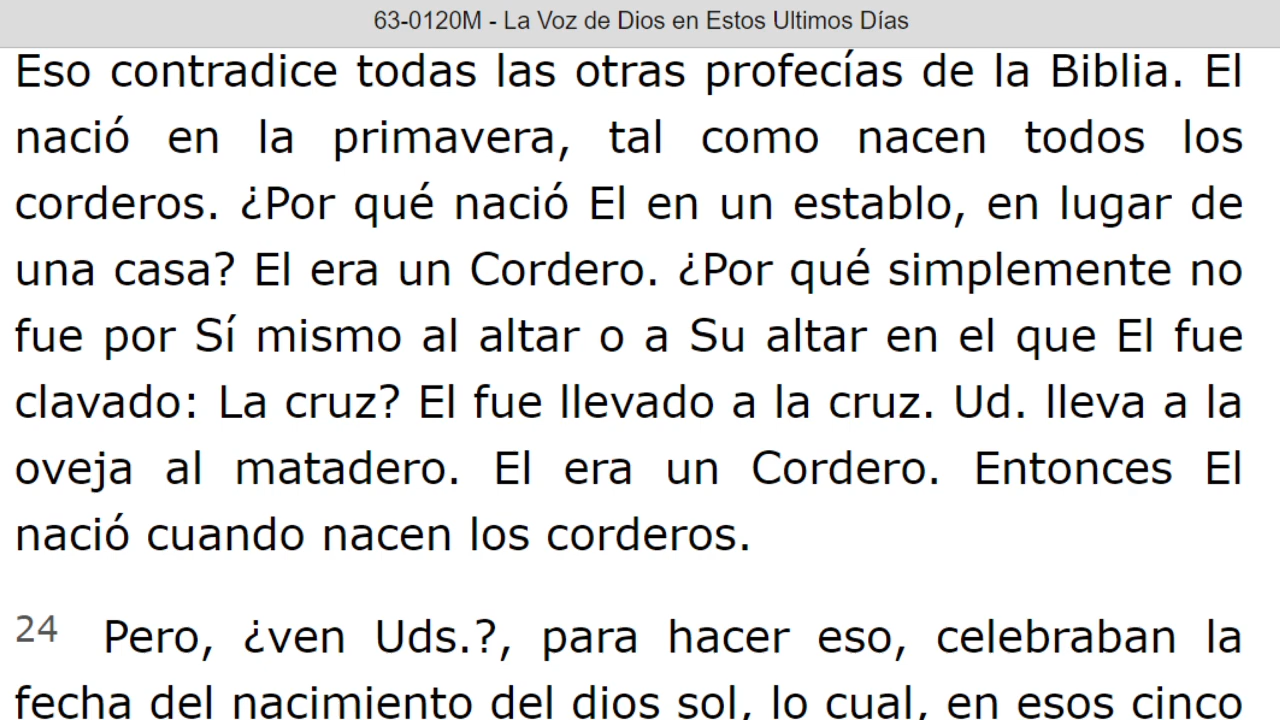 63-0120M - La Voz de Dios en Estos Ultimos Días
Eso contradice todas las otras profecías de la Biblia. El
nació en la primavera, tal como nacen todos los
corderos. ¿Por qué nació El en un establo, en lugar de
una casa? El era un Cordero. ¿Por qué simplemente no
fue por Sí mismo al altar o a Su altar en el que El fue
clavado: La cruz? El fue llevado a la cruz. Ud. lleva a la
oveja al matadero. El era un Cordero. Entonces El
nació cuando nacen los corderos.
24 Pero, ¿ven Uds.?, para hacer eso, celebraban la
fecha del nacimiento del dios sol, lo cual, en esos cinco